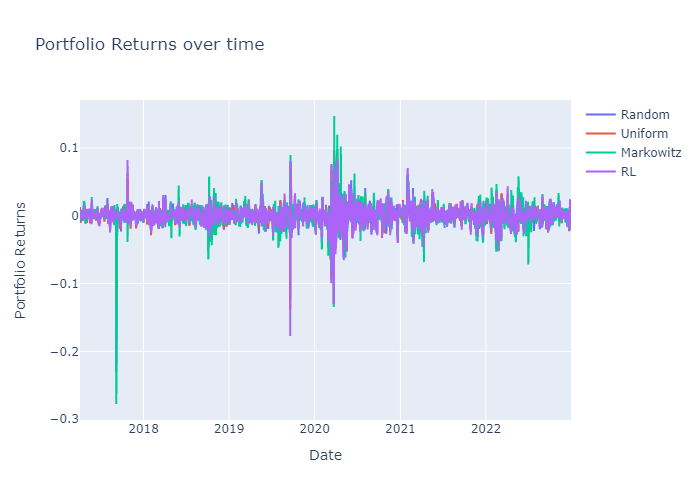 Portfolio Returns over time
Random
Uniform
Markowitz
RL
Portfolio Returns
0.1
0
−0.1
−0.2
−0.3
2018
2019
2020
2021
2022
Date